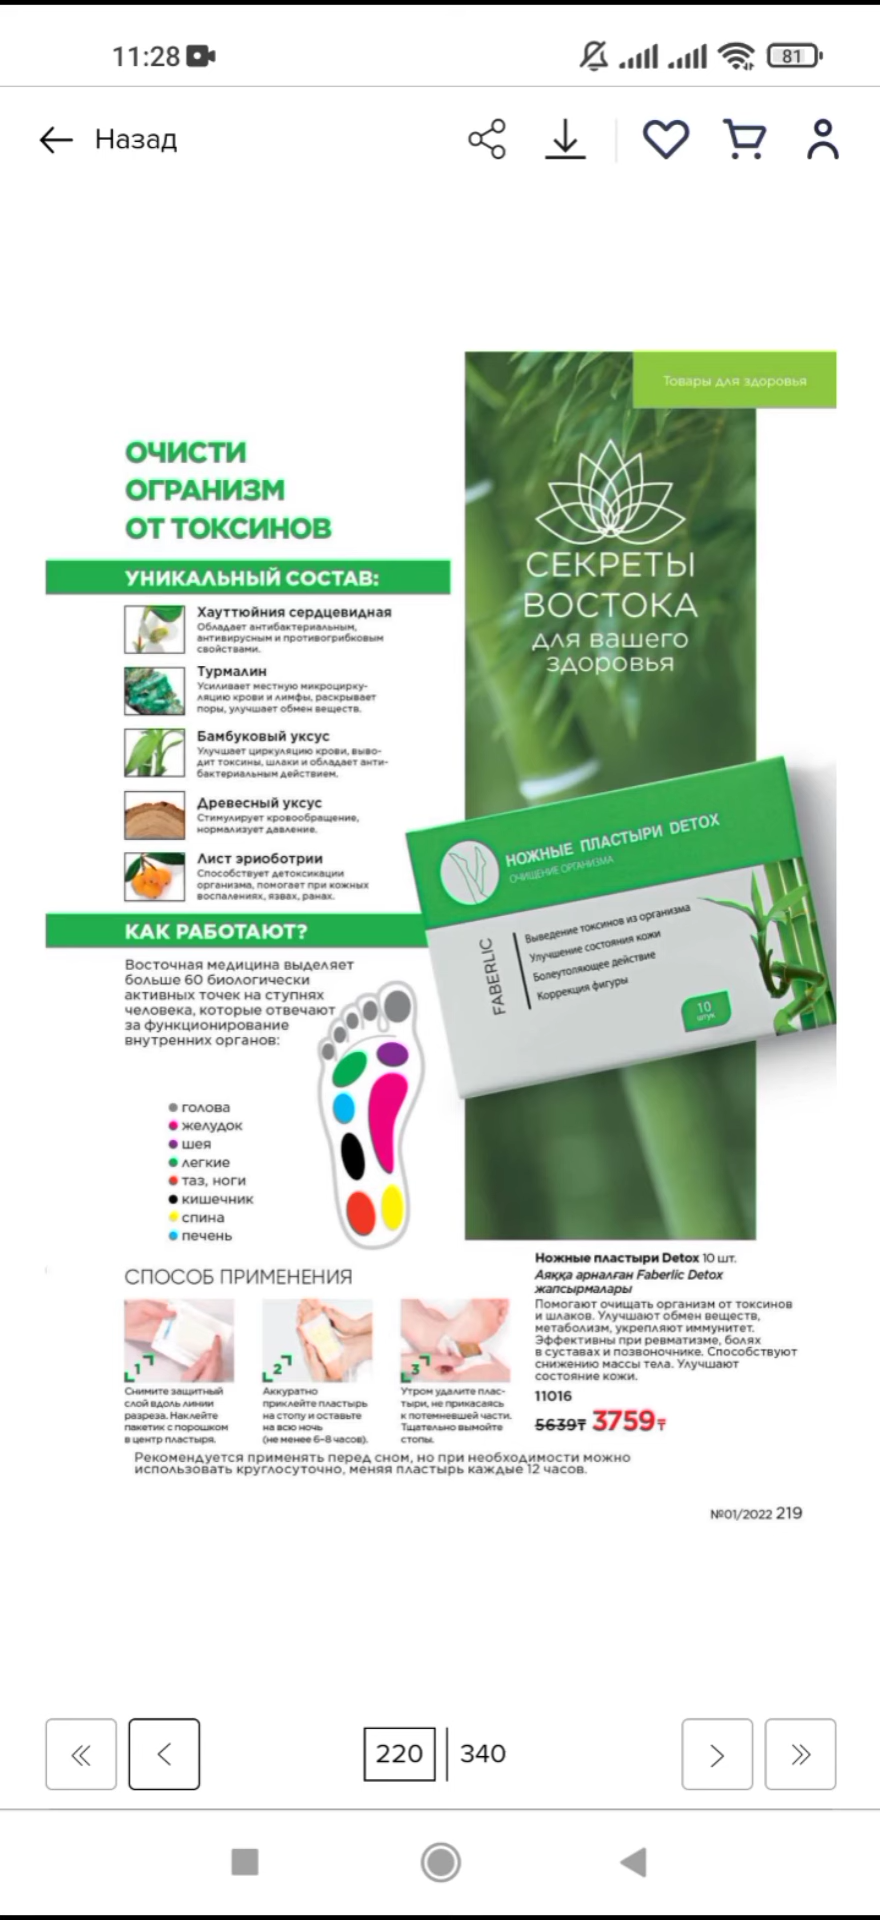 11:28
81
Назад
Товары для здоровья
ОЧИСТИ
ОГРАНИЗМ
ОТ ТОКСИНОВ
УНИКАЛЬНЫЙ СОСТАВ:
Хауттюйния сердцевидная
Обладает антибактериальным,
антивирусным и противогрибковым
свойствами.
Турмалин
Усиливает местную микроцирку-
ляцию крови и лимфы, раскрывает
поры, улучшает обмен веществ.
Бамбуковый уксус
Улучшает циркуляцию крови, выво-
дит токсины, шлаки и обладает анти-
бактериальным действием.
Древесный уксус
Стимулирует кровообращение,
нормализует давление.
Лист эриоботрии
Способствует детоксикации
организма, помогает при кожных
воспалениях, язвах, ранах.
СЕКРЕТЫ
ВОСТОКА
для вашего
здоровья
НОЖНЫЕ ПЛАСТЫРИ DETOX
ОЧИЩЕНИЕ ОРГАНИЗМА
FABERLIC
Выведение токсинов из организма
Улучшение состояния кожи
Болеутоляющее действие
Коррекция фигуры
10
штук
КАК РАБОТАЮТ?
Восточная медицина выделяет
больше 60 биологически
активных точек на ступнях
человека, которые отвечают
за функционирование
внутренних органов:
голова
желудок
шея
легкие
таз, ноги
кишечник
спина
печень
СПОСОБ ПРИМЕНЕНИЯ
1
Снимите защитный
слой вдоль линии
разреза. Наклейте
пакетик с порошком
в центр пластыря.
2
Аккуратно
приклейте пластырь
на стопу и оставьте
на всю ночь
(не менее 6-8 часов).
3
Утром удалите плас-
тыри, не прикасаясь
к потемневшей части.
Тщательно вымойте
стопы.
Рекомендуется применять перед сном, но при необходимости можно
использовать круглосуточно, меняя пластырь каждые 12 часов.
Ножные пластыри Detox 10 шт.
Аяққа арналған Faberlic Detox
жапсырмалары
Помогают очищать организм от токсинов
и шлаков. Улучшают обмен веществ,
метаболизм, укрепляют иммунитет.
Эффективны при ревматизме, болях
в суставах и позвоночнике. Способствуют
снижению массы тела. Улучшают
состояние кожи.
11016
5639₸ 3759₸
№01/2022 219
220 340